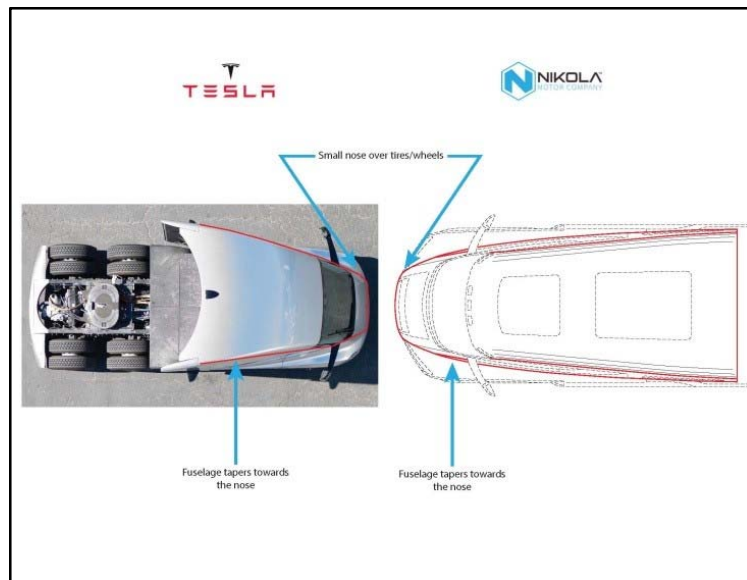 TESLA
NIKOLA
MOTOR COMPANY
Small nose over tires/wheels
Fuselage tapers towards
the nose
Fuselage tapers towards
the nose